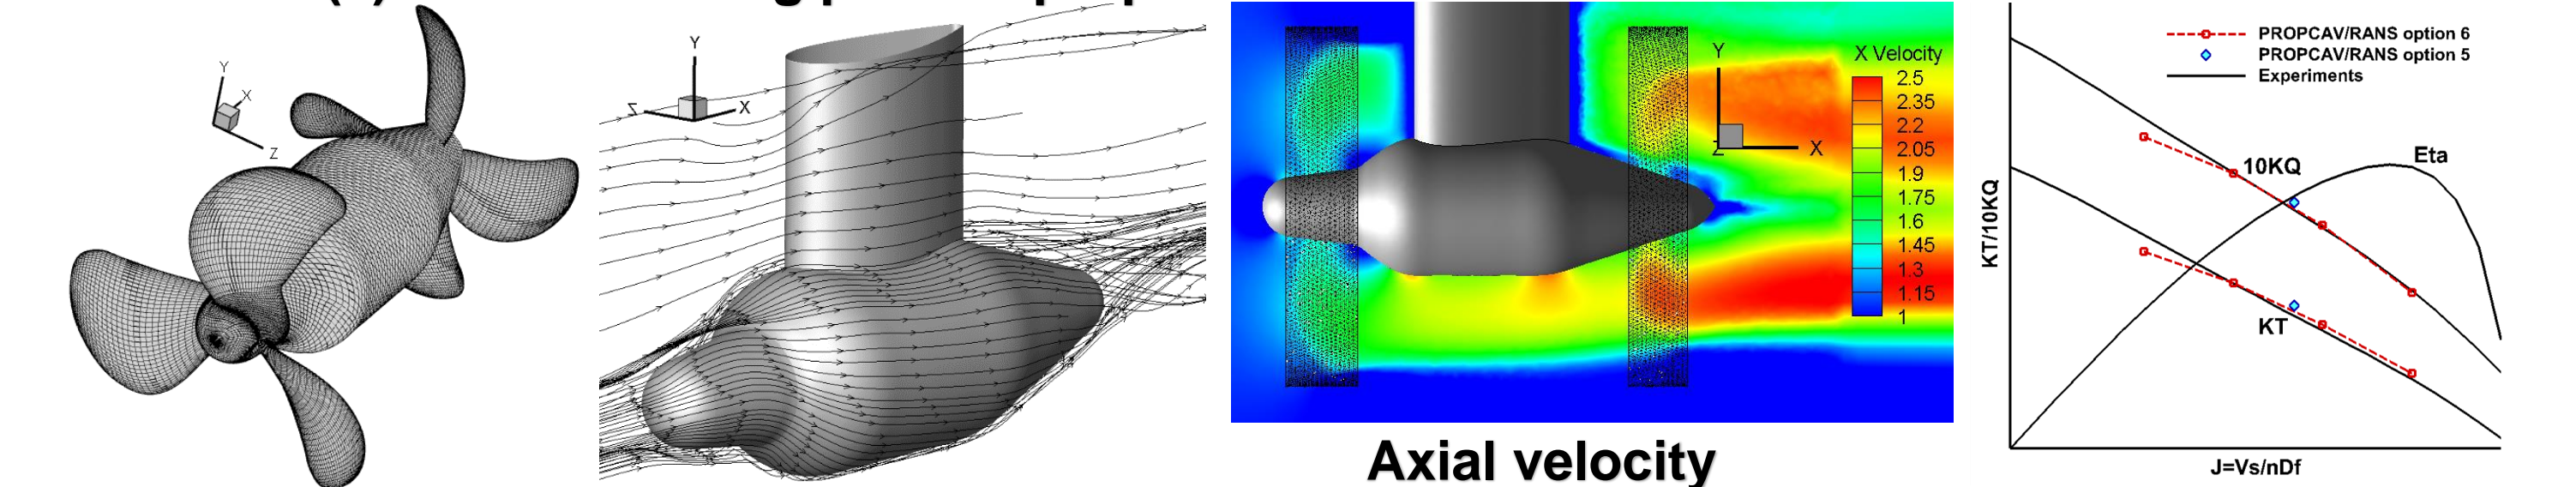 Y
X
Z
Y
Z
X
Y
Z
X
X Velocity
2.5
2.35
2.2
2.05
1.9
1.75
1.6
1.45
1.3
1.15
1
Axial velocity
PROPCAV/RANS option 6
PROPCAV/RANS option 5
Experiments
KT/10KQ
10KQ
Eta
KT
J=Vs/nDf